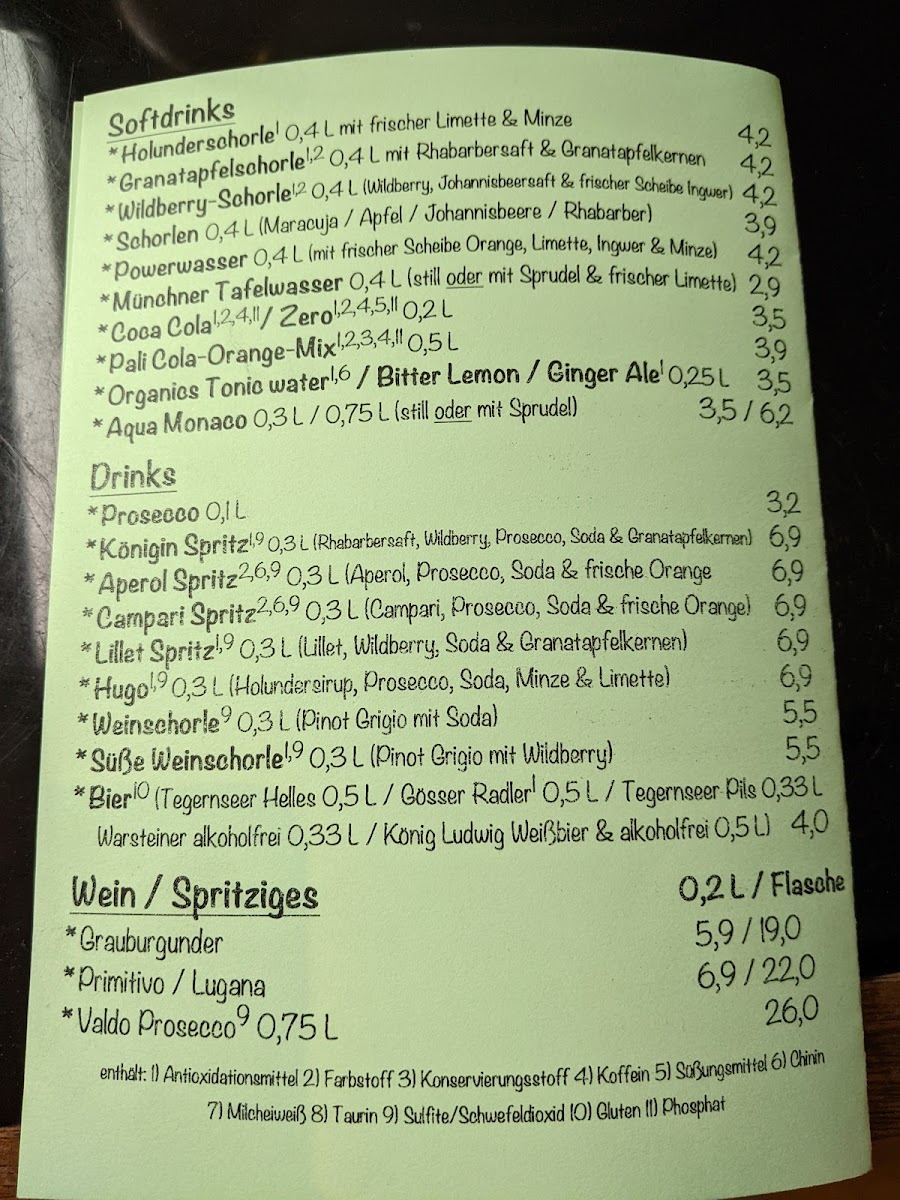 Softdrinks
*Holunderschorle¹ 0,4 L mit frischer Limette & Minze 4,2
*Granatapfelschorle¹,² 0,4 L mit Rhabarbersaft & Granatapfelkernen 4,2
*Wildberry-Schorle¹,² 0,4 L (Wildberry, Johannisbeersaft & frischer Scheibe Ingwer) 4,2
*Schorlen 0,4 L (Maracuja / Apfel / Johannisbeere / Rhabarber) 3,9
*Powerwasser 0,4 L (mit frischer Scheibe Orange, Limette, Ingwer & Minze) 4,2
*Münchner Tafelwasser 0,4 L (still oder mit Sprudel & frischer Limette) 2,9
*Coca Cola¹,²,⁴,¹¹ / Zero¹,²,⁴,⁵,¹¹ 0,2 L 3,5
*Pali Cola-Orange-Mix¹,²,³,⁴,¹¹ 0,5 L 3,9
*Organics Tonic water¹,⁶ / Bitter Lemon / Ginger Ale¹ 0,25 L 3,5
*Aqua Monaco 0,3 L / 0,75 L (still oder mit Sprudel) 3,5 / 6,2
Drinks
*Prosecco 0,1 L 3,2
*Königin Spritz¹,⁹ 0,3 L (Rhabarbersaft, Wildberry, Prosecco, Soda & Granatapfelkernen) 6,9
*Aperol Spritz²,⁶,⁹ 0,3 L (Aperol, Prosecco, Soda & frische Orange 6,9
*Campari Spritz²,⁶,⁹ 0,3 L (Campari, Prosecco, Soda & frische Orange) 6,9
*Lillet Spritz¹,⁹ 0,3 L (Lillet, Wildberry, Soda & Granatapfelkernen) 6,9
*Hugo¹,⁹ 0,3 L (Holundersirup, Prosecco, Soda, Minze & Limette) 6,9
*Weinschorle⁹ 0,3 L (Pinot Grigio mit Soda) 5,5
*Süße Weinschorle¹,⁹ 0,3 L (Pinot Grigio mit Wildberry) 5,5
*Bier¹⁰ (Tegernseer Helles 0,5 L / Gösser Radler¹ 0,5 L / Tegernseer Pils 0,33 L
Warsteiner alkoholfrei 0,33 L / König Ludwig Weißbier & alkoholfrei 0,5 L) 4,0
Wein / Spritziges 0,2 L / Flasche
*Grauburgunder 5,9 / 19,0
*Primitivo / Lugana 6,9 / 22,0
*Valdo Prosecco⁹ 0,75 L 26,0
enthält: 1) Antioxidationsmittel 2) Farbstoff 3) Konservierungsstoff 4) Koffein 5) Süßungsmittel 6) Chinin
7) Milcheiweiß 8) Taurin 9) Sulfite/Schwefeldioxid 10) Gluten 11) Phosphat